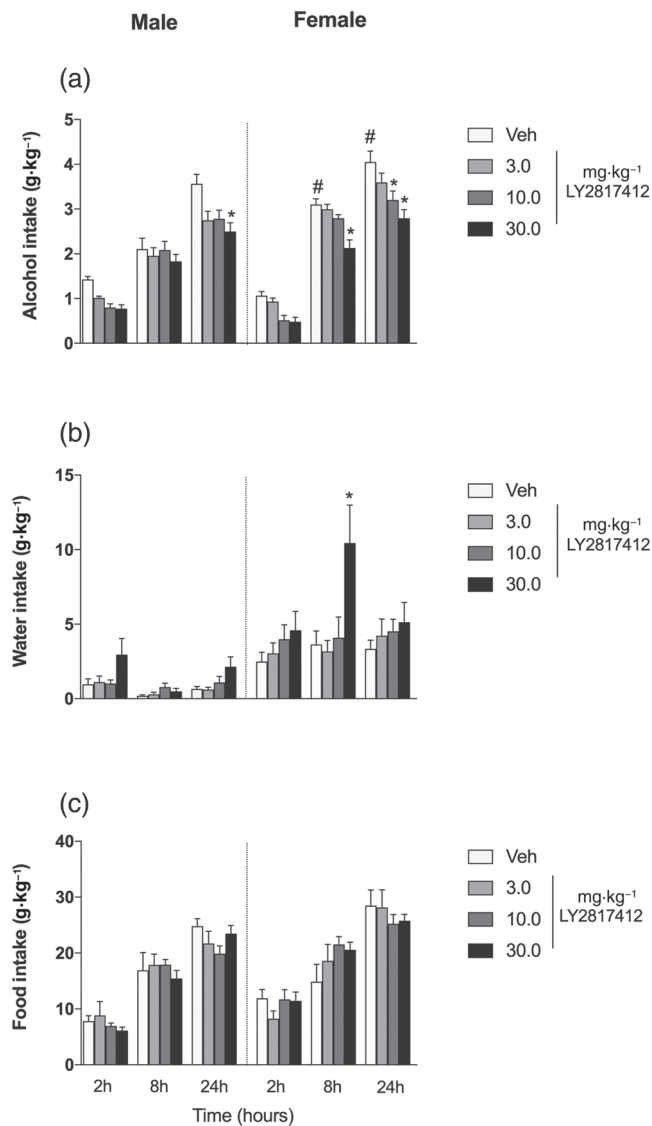 Male Female
(a)
Alcohol intake (g·kg⁻¹)
5
4
3
2
1
0
*
#
*
#
*
*
Veh
3.0
10.0
30.0
mg·kg⁻¹
LY2817412
(b)
Water intake (g·kg⁻¹)
15
10
5
0
*
Veh
3.0
10.0
30.0
mg·kg⁻¹
LY2817412
(c)
Food intake (g·kg⁻¹)
40
30
20
10
0
Veh
3.0
10.0
30.0
mg·kg⁻¹
LY2817412
2h 8h 24h 2h 8h 24h
Time (hours)